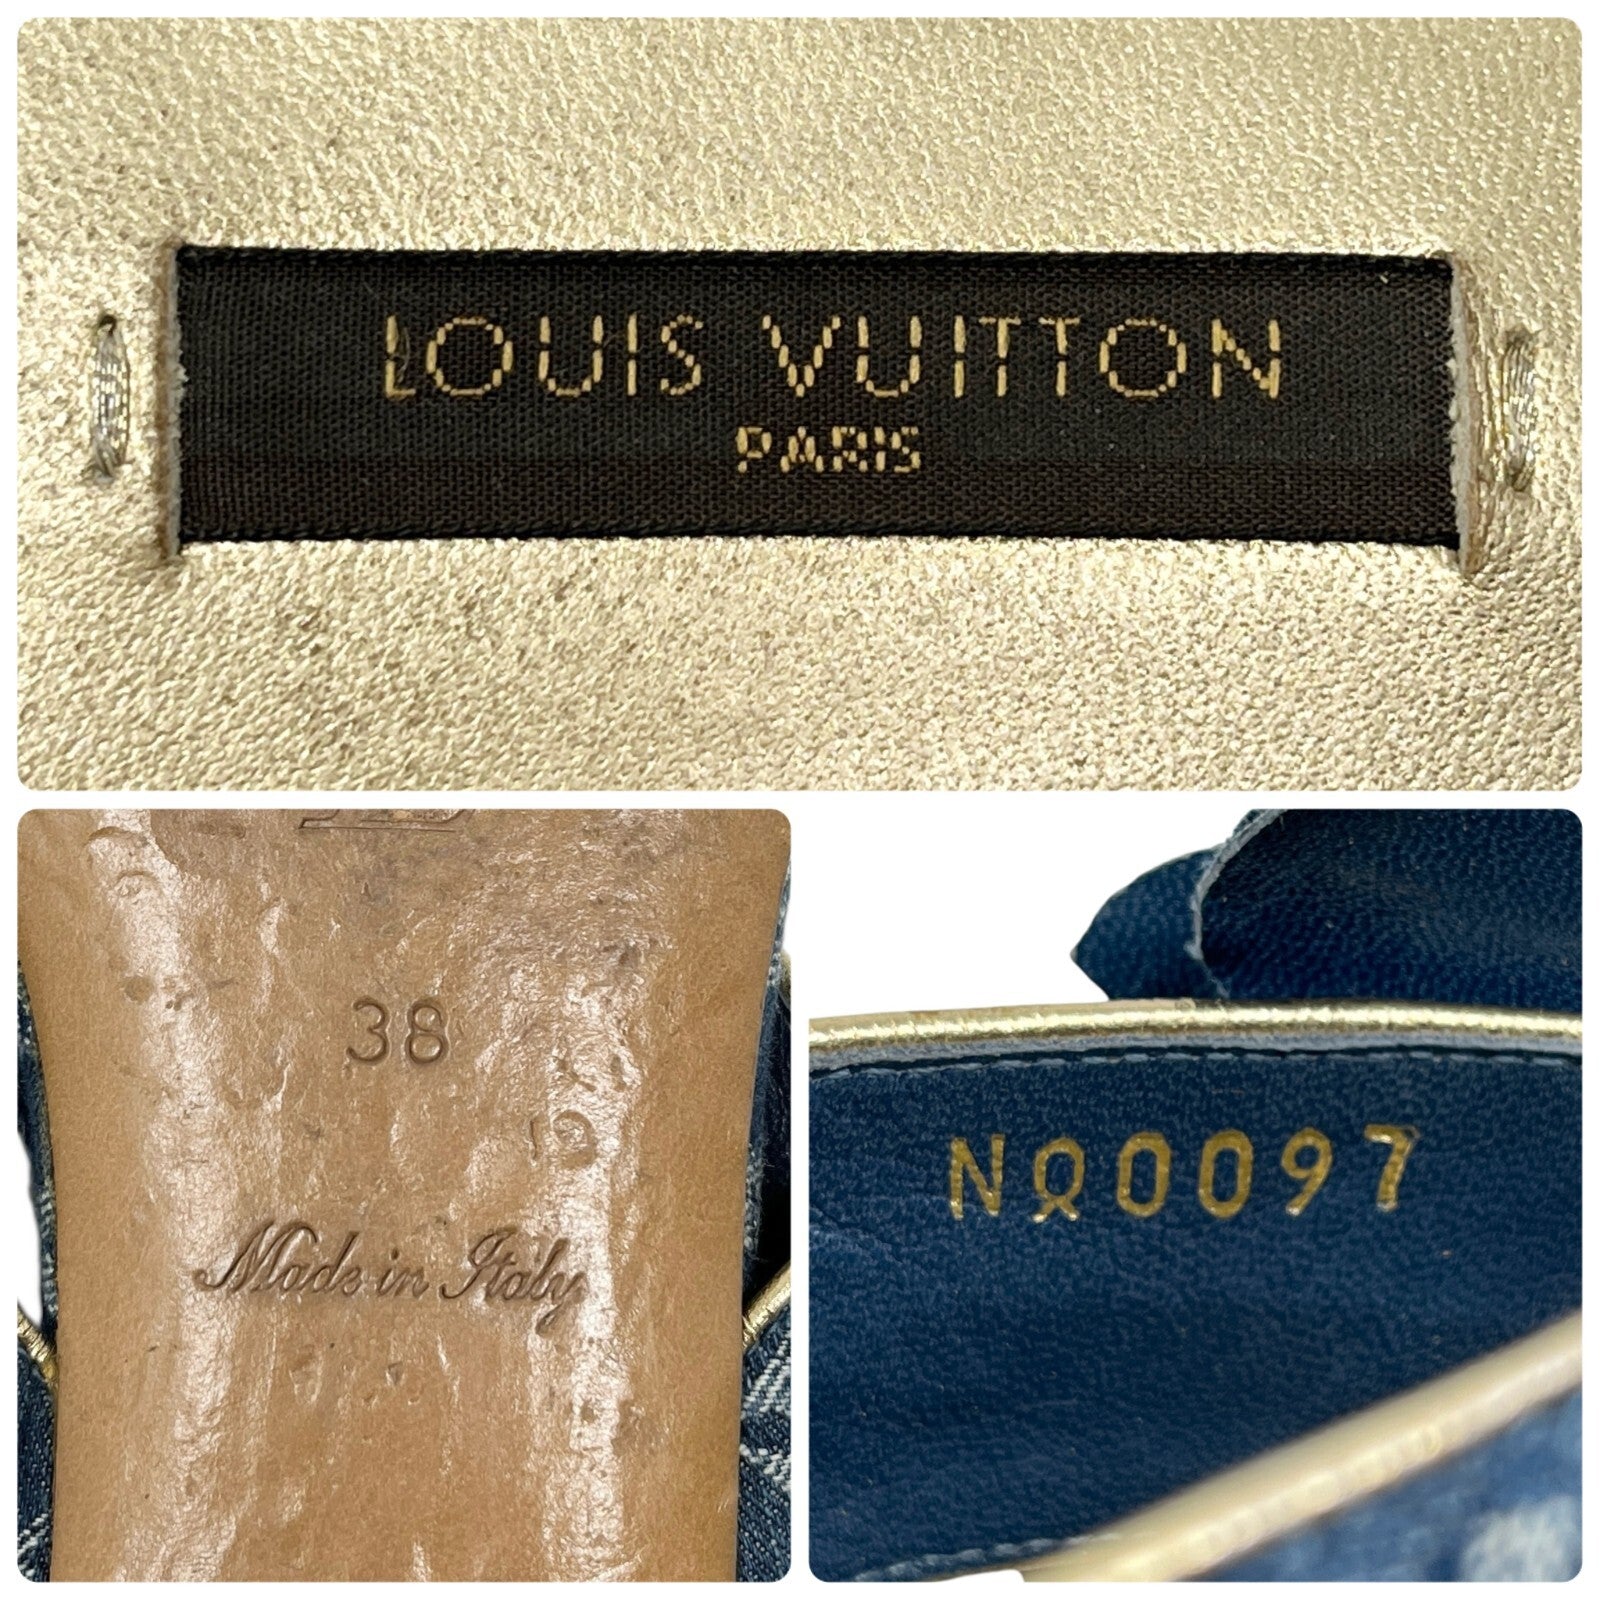 LOUIS VUITTON
PARIS
38
Made in Italy
NQ0097